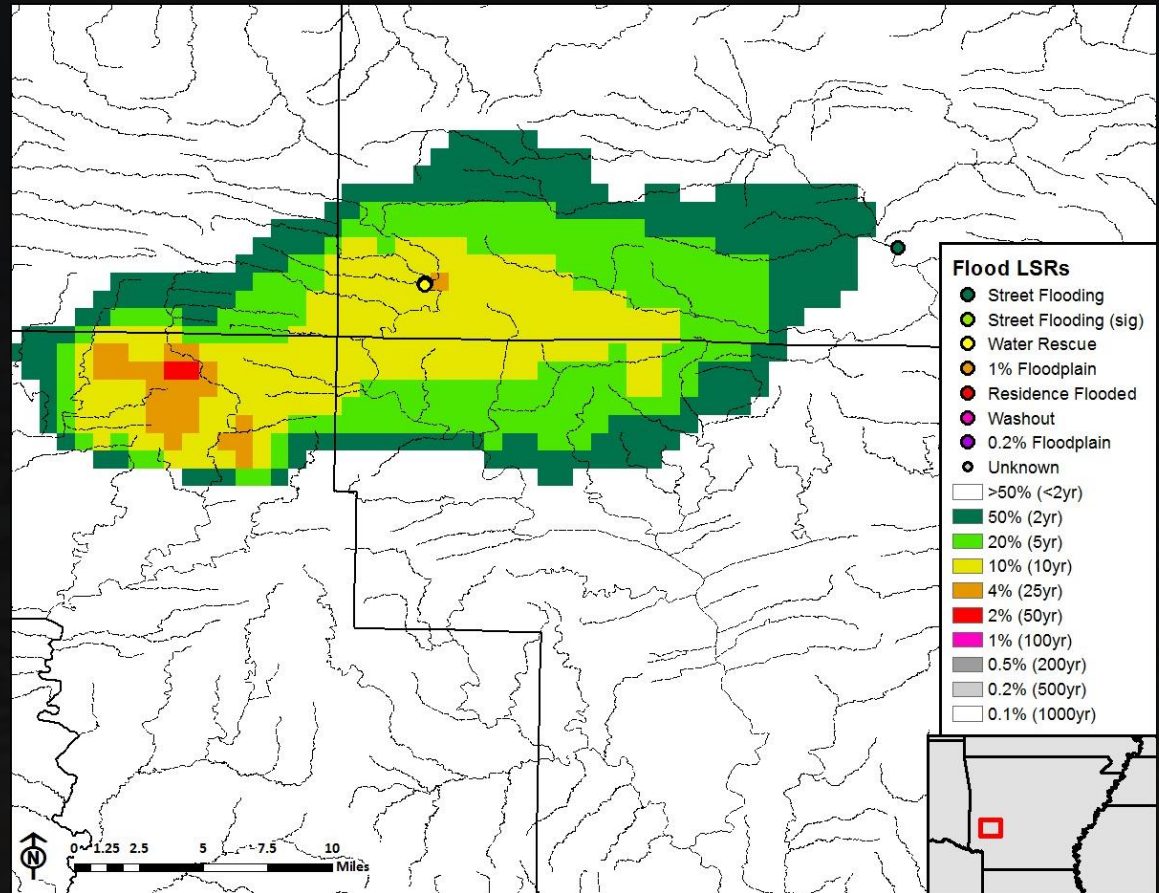 Flood LSRs
Street Flooding
Street Flooding (sig)
Water Rescue
1% Floodplain
Residence Flooded
Washout
0.2% Floodplain
Unknown
>50% (<2yr)
50% (2yr)
20% (5yr)
10% (10yr)
4% (25yr)
2% (50yr)
1% (100yr)
0.5% (200yr)
0.2% (500yr)
0.1% (1000yr)
N
0 1.25 2.5 5 7.5 10
Miles